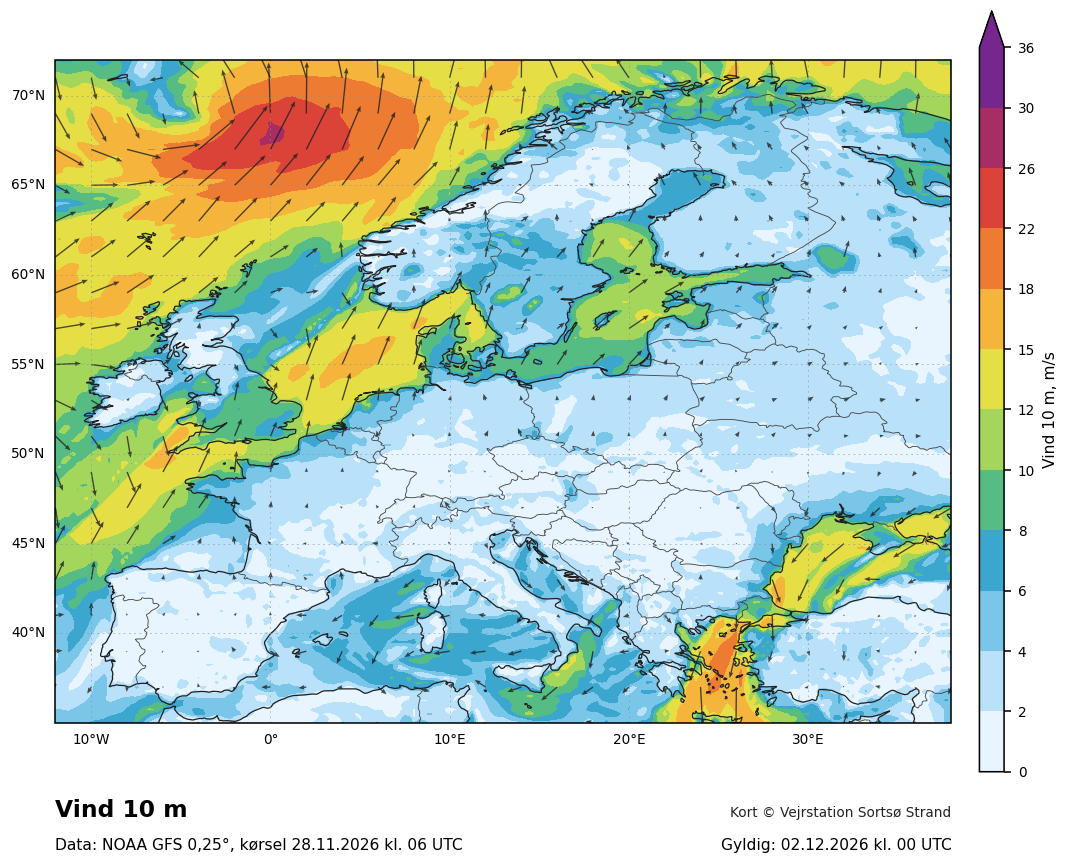 36
30
26
22
18
15
12
10
8
6
4
2
0
Vind 10 m, m/s
70°N
65°N
60°N
55°N
50°N
45°N
40°N
10°W
0°
10°E
20°E
30°E
Vind 10 m
Kort © Vejrstation Sortsø Strand
Data: NOAA GFS 0,25°, kørsel 28.11.2026 kl. 06 UTC
Gyldig: 02.12.2026 kl. 00 UTC